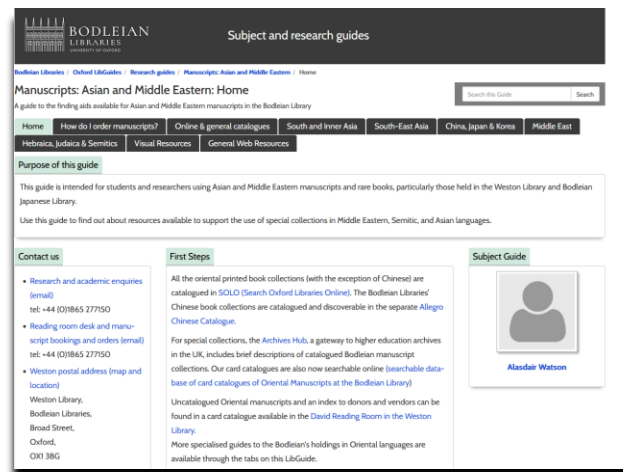 BODLEIAN
LIBRARIES
UNIVERSITY OF OXFORD
Subject and research guides
Bodleian Libraries / Oxford LibGuides / Research guides / Manuscripts: Asian and Middle Eastern / Home
Manuscripts: Asian and Middle Eastern: Home
A guide to the finding aids available for Asian and Middle Eastern manuscripts in the Bodleian Library
Search this Guide
Search
Home
How do I order manuscripts?
Online & general catalogues
South and Inner Asia
South-East Asia
China, Japan & Korea
Middle East
Hebraica, Judaica & Semitics
Visual Resources
General Web Resources
Purpose of this guide
This guide is intended for students and researchers using Asian and Middle Eastern manuscripts and rare books, particularly those held in the Weston Library and Bodleian
Japanese Library.
Use this guide to find out about resources available to support the use of special collections in Middle Eastern, Semitic, and Asian languages.
Contact us
• Research and academic enquiries
(email)
tel: +44 (0)1865 277150
• Reading room desk and manu-
script bookings and orders (email)
tel: +44 (0)1865 277150
• Weston postal address (map and
location)
Weston Library,
Bodleian Libraries,
Broad Street,
Oxford,
OX1 3BG
First Steps
All the oriental printed book collections (with the exception of Chinese) are
catalogued in SOLO (Search Oxford Libraries Online). The Bodleian Libraries'
Chinese book collections are catalogued and discoverable in the separate Allegro
Chinese Catalogue.
For special collections, the Archives Hub, a gateway to higher education archives
in the UK, includes brief descriptions of catalogued Bodleian manuscript
collections. Our card catalogues are also now searchable online (searchable data-
base of card catalogues of Oriental Manuscripts at the Bodleian Library)
Uncatalogued Oriental manuscripts and an index to donors and vendors can be
found in a card catalogue available in the David Reading Room in the Weston
Library.
More specialised guides to the Bodleian's holdings in Oriental languages are
available through the tabs on this LibGuide.
Subject Guide
Alasdair Watson